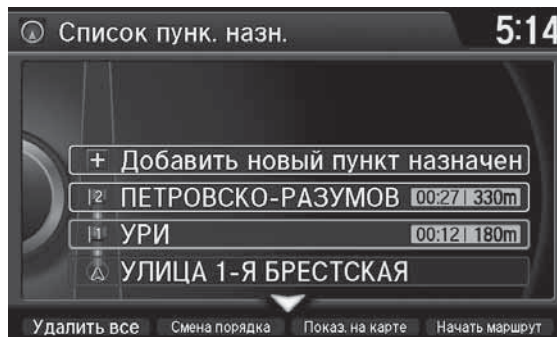 Список пунк. назн. 5:14
+ Добавить новый пункт назначен
2 ПЕТРОВСКО-РАЗУМОВ 00:27 | 330m
1 УРИ 00:12 | 180m
УЛИЦА 1-Я БРЕСТСКАЯ
Удалить все Смена порядка Показ. на карте Начать маршрут